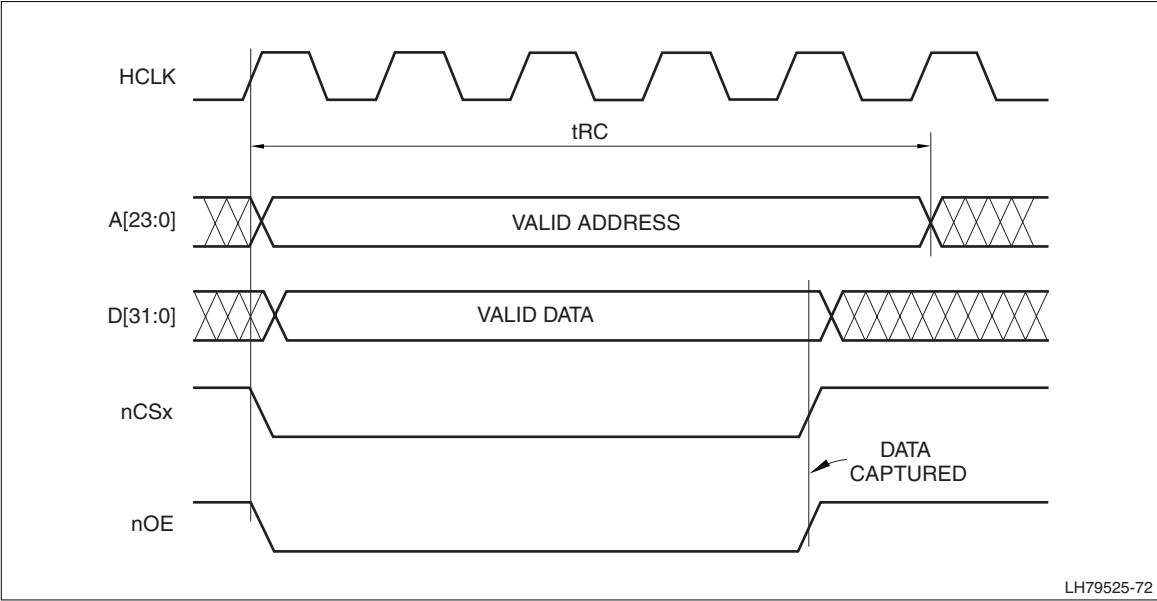 HCLK
tRC
A[23:0]
VALID ADDRESS
D[31:0]
VALID DATA
nCSx
DATA
CAPTURED
nOE
LH79525-72